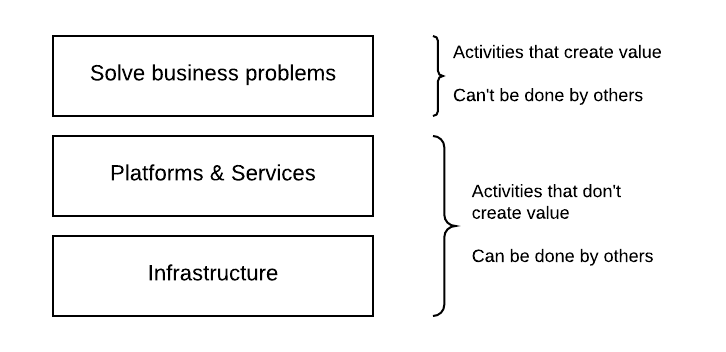 Solve business problems
Activities that create value
Can't be done by others
Platforms & Services
Activities that don't
create value
Can be done by others
Infrastructure